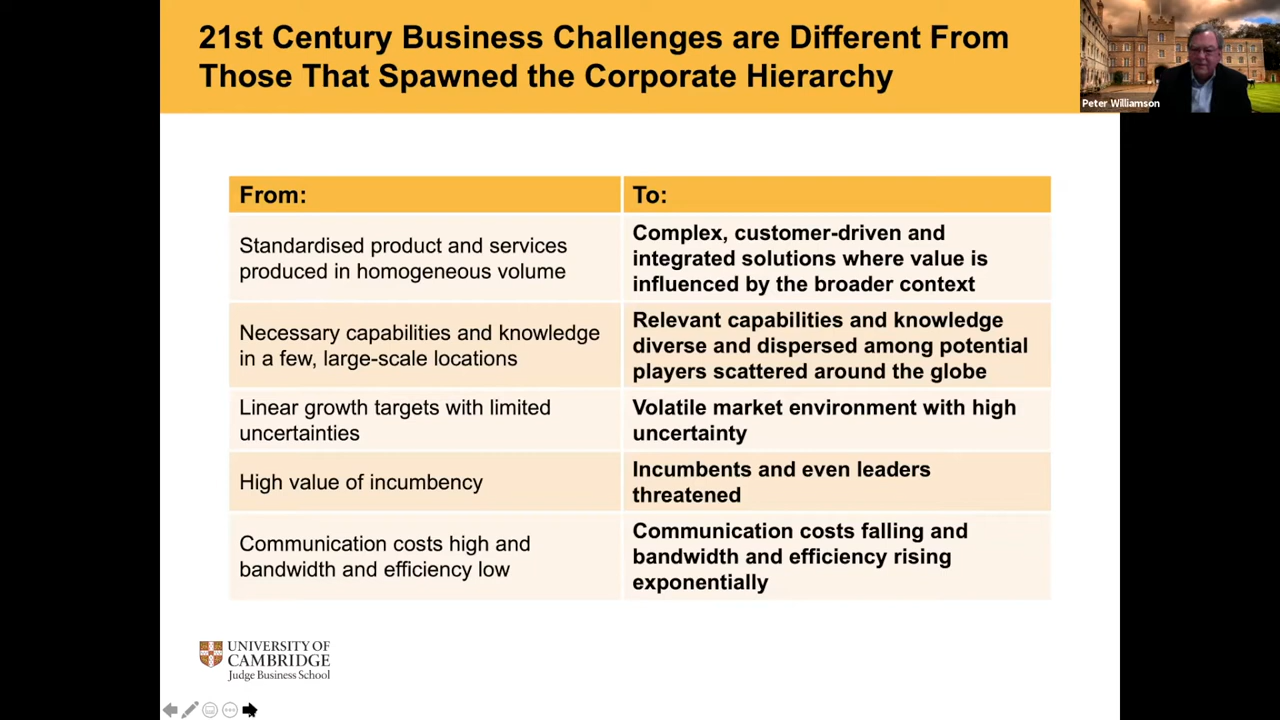 21st Century Business Challenges are Different From
Those That Spawned the Corporate Hierarchy
Peter Williamson
From:
To:
Standardised product and services
produced in homogeneous volume
Complex, customer-driven and
integrated solutions where value is
influenced by the broader context
Necessary capabilities and knowledge
in a few, large-scale locations
Relevant capabilities and knowledge
diverse and dispersed among potential
players scattered around the globe
Linear growth targets with limited
uncertainties
Volatile market environment with high
uncertainty
High value of incumbency
Incumbents and even leaders
threatened
Communication costs high and
bandwidth and efficiency low
Communication costs falling and
bandwidth and efficiency rising
exponentially
UNIVERSITY OF
CAMBRIDGE
Judge Business School